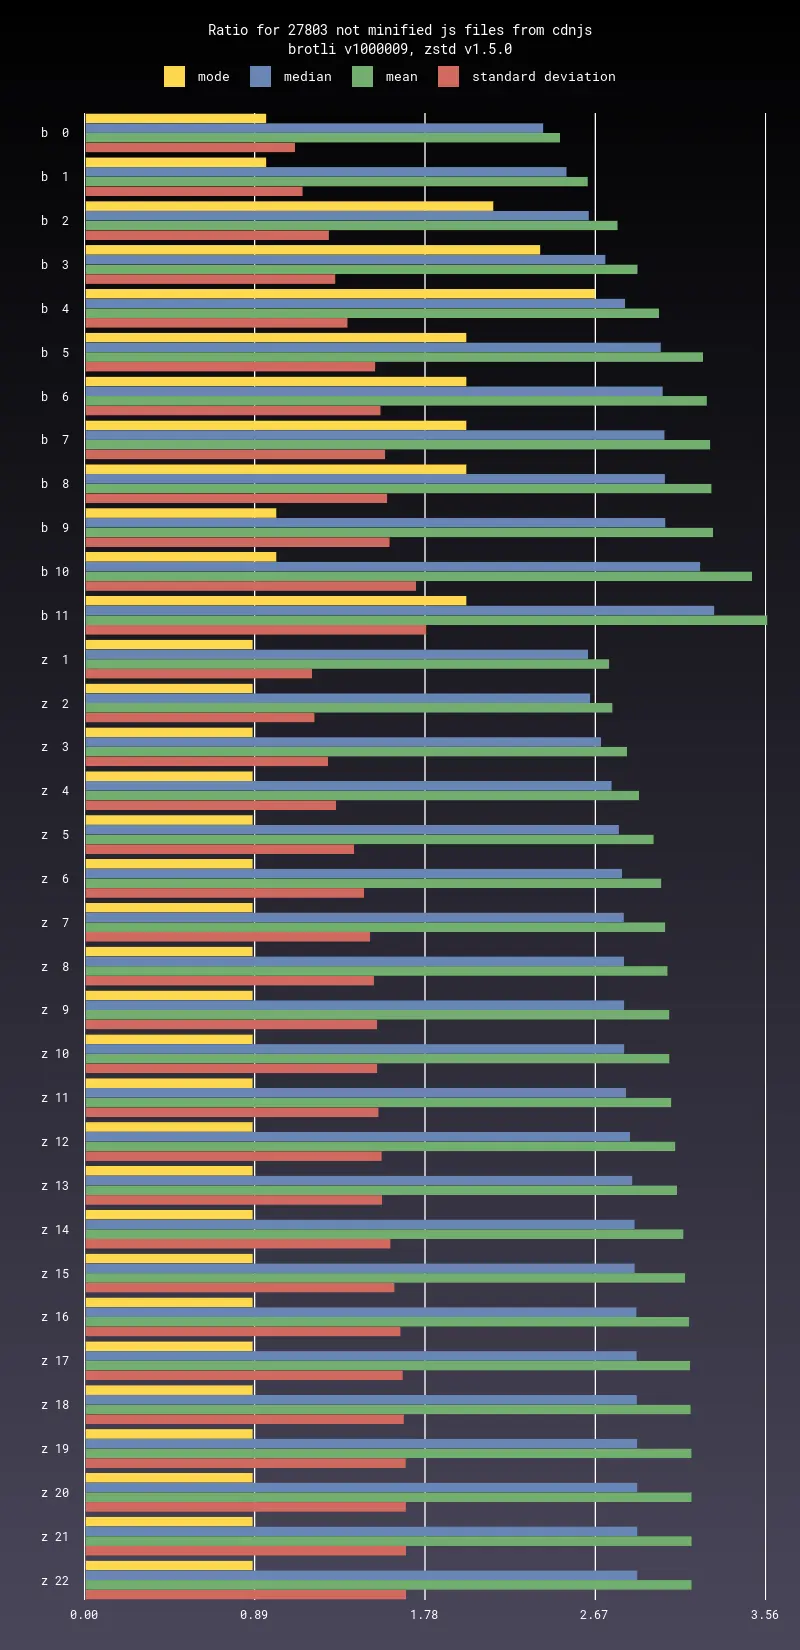 Ratio for 27803 not minified js files from cdnjs
brotli v1000009, zstd v1.5.0
mode median mean standard deviation
b 0
b 1
b 2
b 3
b 4
b 5
b 6
b 7
b 8
b 9
b 10
b 11
z 1
z 2
z 3
z 4
z 5
z 6
z 7
z 8
z 9
z 10
z 11
z 12
z 13
z 14
z 15
z 16
z 17
z 18
z 19
z 20
z 21
z 22
0.00 0.89 1.78 2.67 3.56